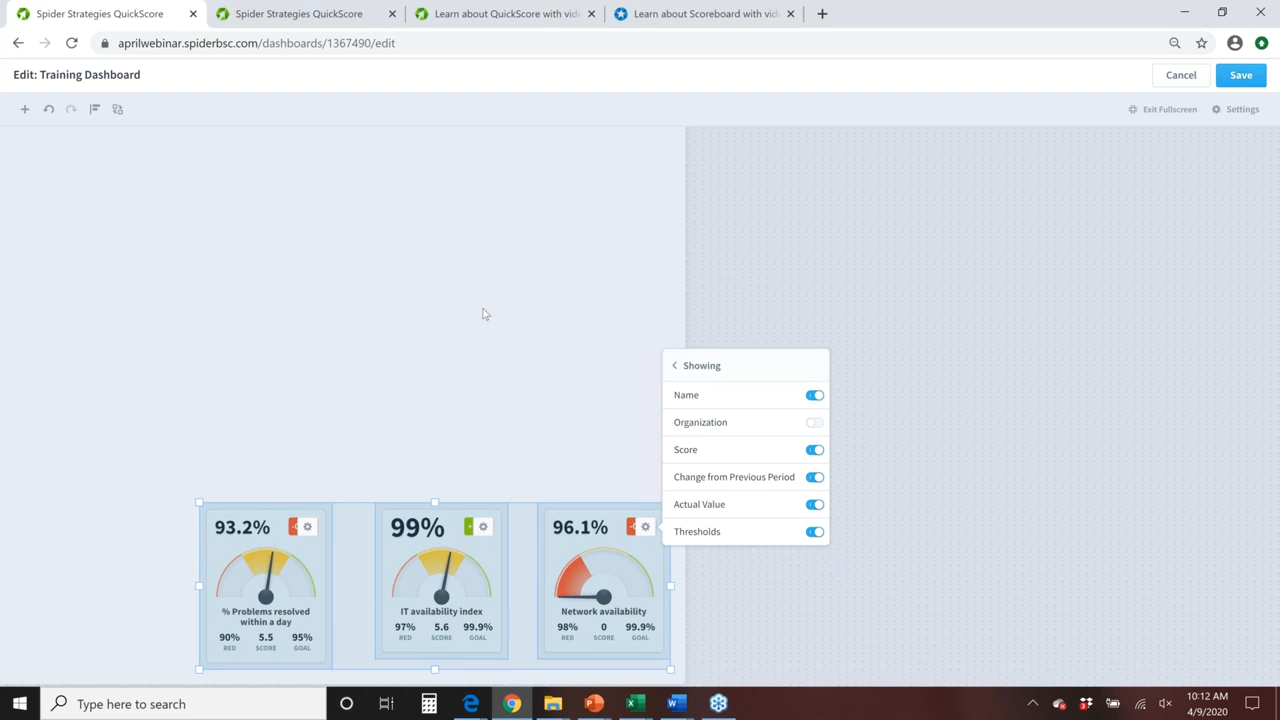 Spider Strategies QuickScore
Spider Strategies QuickScore
Learn about QuickScore with vide
Learn about Scoreboard with vide
aprilwebinar.spiderbsc.com/dashboards/1367490/edit
Edit: Training Dashboard
Cancel
Save
Exit Fullscreen
Settings
Showing
Name
Organization
Score
Change from Previous Period
Actual Value
Thresholds
93.2%
% Problems resolved
within a day
90% 5.5 95%
RED SCORE GOAL
99%
IT availability index
97% 5.6 99.9%
RED SCORE GOAL
96.1%
Network availability
98% 0 99.9%
RED SCORE GOAL
Type here to search
10:12 AM
4/9/2020